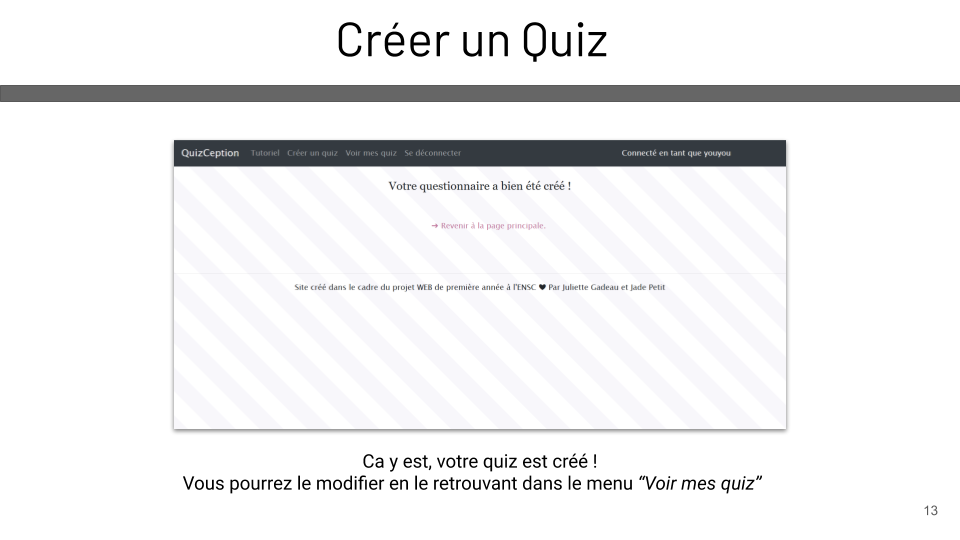 Créer un Quiz
QuizCeption Tutoriel Créer un quiz Voir mes quiz Se déconnecter Connecté en tant que youyou
Votre questionnaire a bien été créé !
➔ Revenir à la page principale.
Site créé dans le cadre du projet WEB de première année à l'ENSC ♥ Par Juliette Gadeau et Jade Petit
Ca y est, votre quiz est créé !
Vous pourrez le modifier en le retrouvant dans le menu “Voir mes quiz”
13